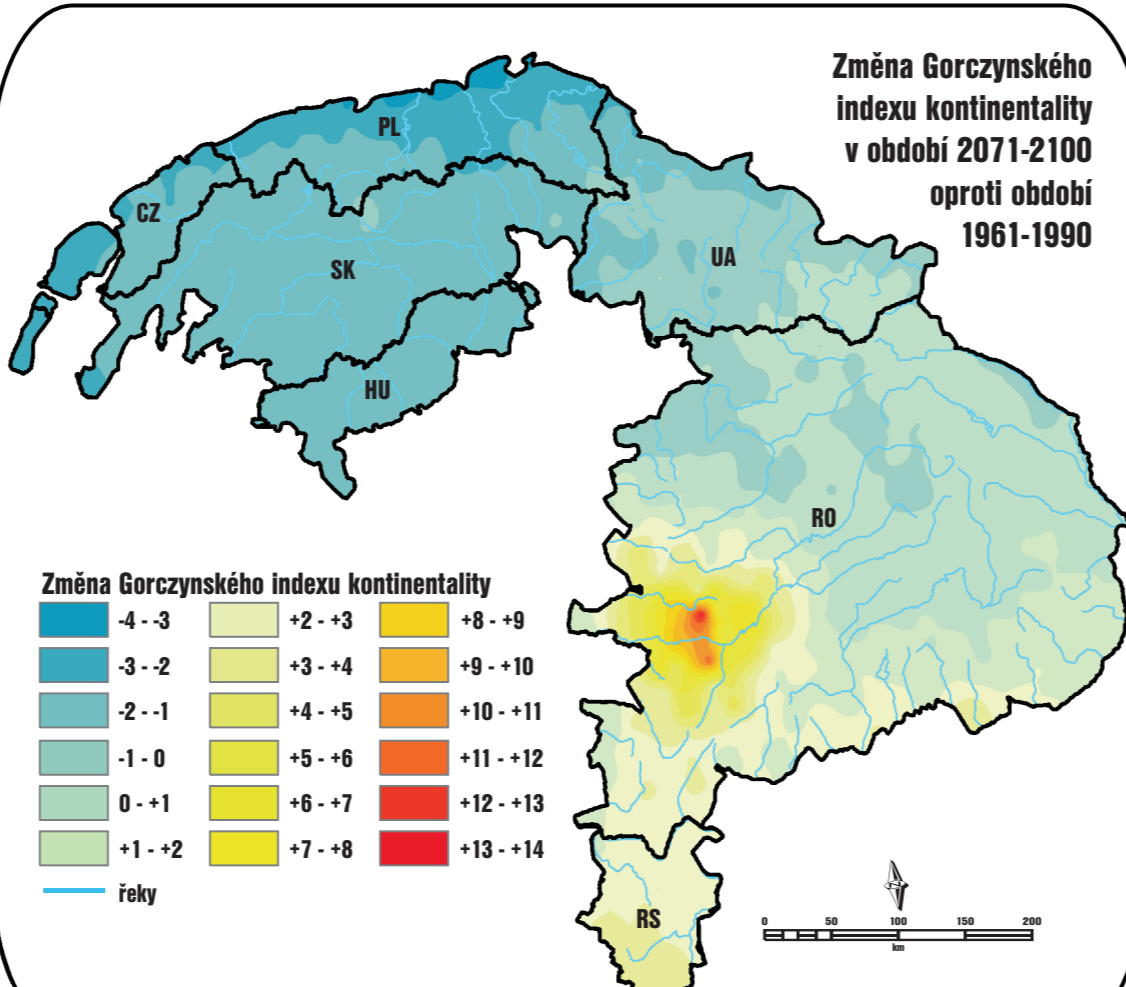 Změna Gorczynského
indexu kontinentality
v období 2071-2100
oproti období
1961-1990
PL
CZ
SK
UA
HU
RO
RS
Změna Gorczynského indexu kontinentality
-4 - -3
-3 - -2
-2 - -1
-1 - 0
0 - +1
+1 - +2
řeky
+2 - +3
+3 - +4
+4 - +5
+5 - +6
+6 - +7
+7 - +8
+8 - +9
+9 - +10
+10 - +11
+11 - +12
+12 - +13
+13 - +14
0 50 100 150 200
km